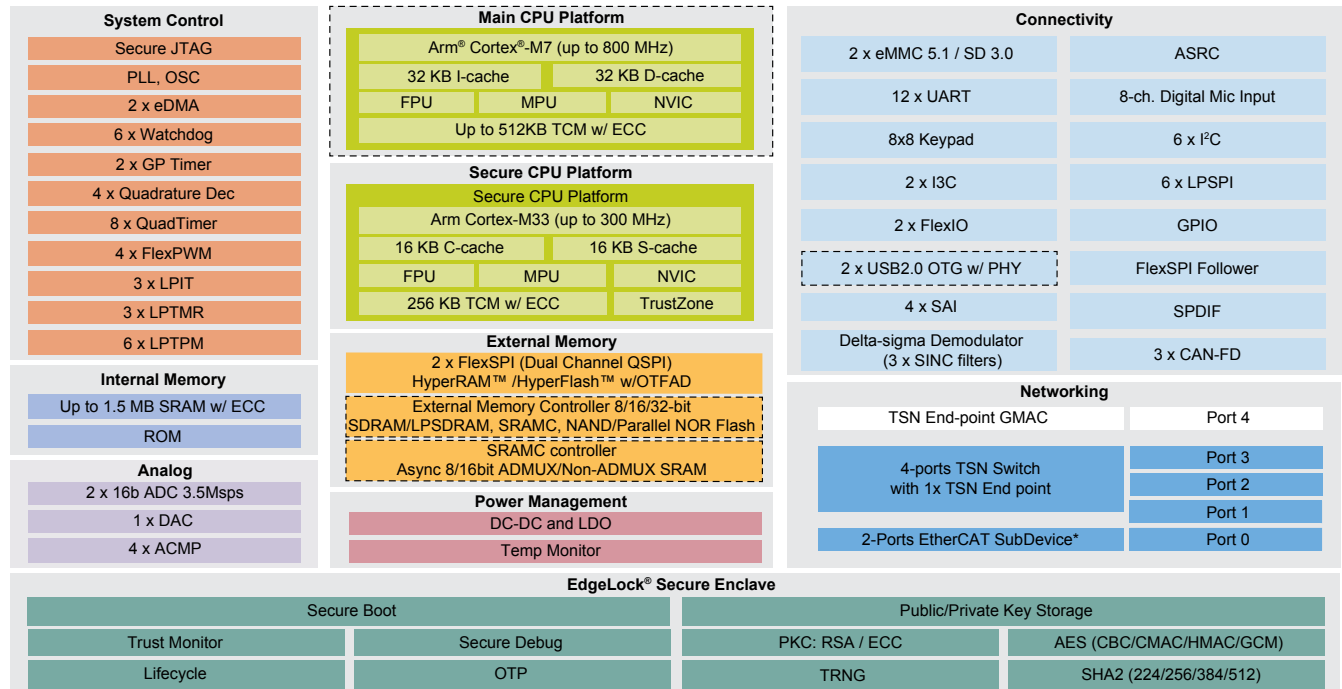 System Control
Secure JTAG
PLL, OSC
2 x eDMA
6 x Watchdog
2 x GP Timer
4 x Quadrature Dec
8 x QuadTimer
4 x FlexPWM
3 x LPIT
3 x LPTMR
6 x LPTPM
Internal Memory
Up to 1.5 MB SRAM w/ ECC
ROM
Analog
2 x 16b ADC 3.5Msps
1 x DAC
4 x ACMP
Main CPU Platform
Arm® Cortex®-M7 (up to 800 MHz)
32 KB I-cache
32 KB D-cache
FPU
MPU
NVIC
Up to 512KB TCM w/ ECC
Secure CPU Platform
Secure CPU Platform
Arm Cortex-M33 (up to 300 MHz)
16 KB C-cache
16 KB S-cache
FPU
MPU
NVIC
256 KB TCM w/ ECC
TrustZone
External Memory
2 x FlexSPI (Dual Channel QSPI)
HyperRAM™ /HyperFlash™ w/OTFAD
External Memory Controller 8/16/32-bit
SDRAM/LPSDRAM, SRAMC, NAND/Parallel NOR Flash
SRAMC controller
Async 8/16bit ADMUX/Non-ADMUX SRAM
Power Management
DC-DC and LDO
Temp Monitor
Connectivity
2 x eMMC 5.1 / SD 3.0
ASRC
12 x UART
8-ch. Digital Mic Input
8x8 Keypad
6 x I²C
2 x I3C
6 x LPSPI
2 x FlexIO
GPIO
2 x USB2.0 OTG w/ PHY
FlexSPI Follower
4 x SAI
SPDIF
Delta-sigma Demodulator
(3 x SINC filters)
3 x CAN-FD
Networking
TSN End-point GMAC
Port 4
4-ports TSN Switch
with 1x TSN End point
Port 3
Port 2
Port 1
2-Ports EtherCAT SubDevice*
Port 0
EdgeLock® Secure Enclave
Secure Boot
Public/Private Key Storage
Trust Monitor
Secure Debug
PKC: RSA / ECC
AES (CBC/CMAC/HMAC/GCM)
Lifecycle
OTP
TRNG
SHA2 (224/256/384/512)